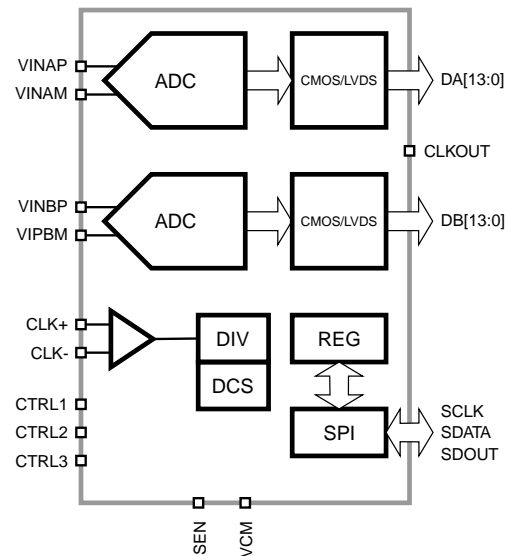 VINAP
VINAM
ADC
CMOS/LVDS
DA[13:0]
CLKOUT
VINBP
VIPBM
ADC
CMOS/LVDS
DB[13:0]
CLK+
CLK-
DIV
DCS
REG
CTRL1
CTRL2
CTRL3
SPI
SCLK
SDATA
SDOUT
SEN
VCM